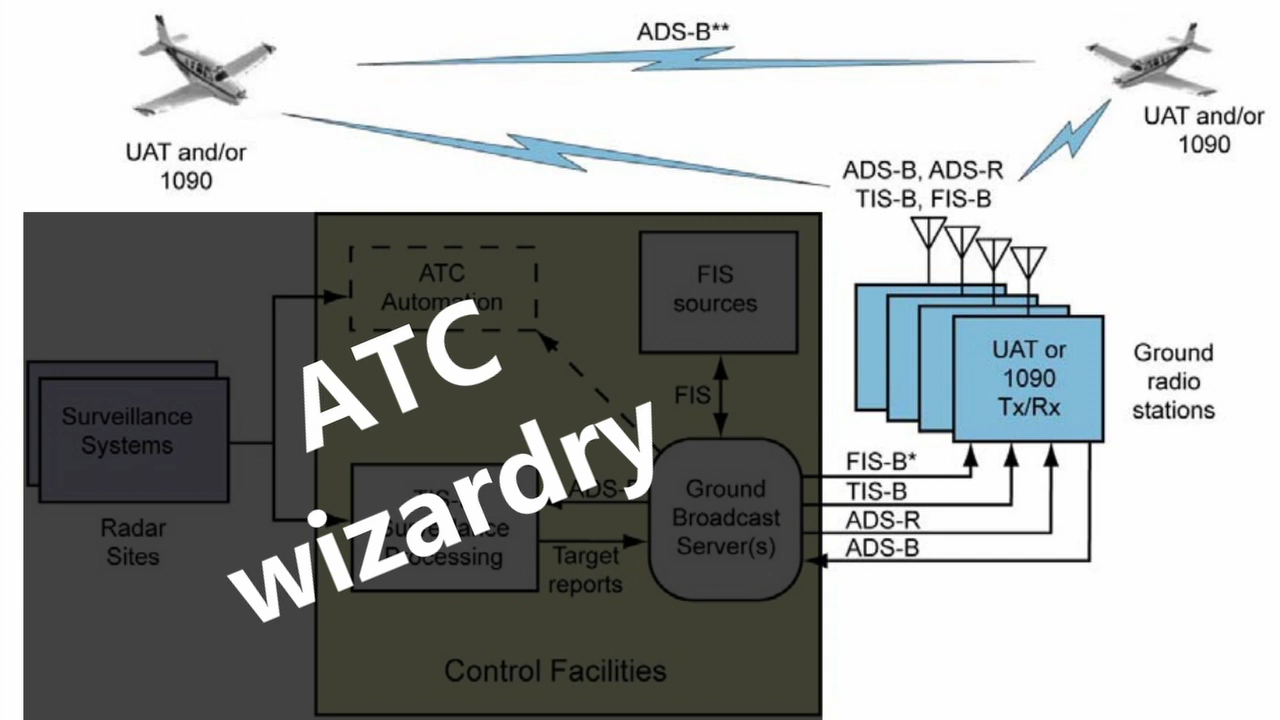 ADS-B**
UAT and/or
1090
UAT and/or
1090
ADS-B, ADS-R
TIS-B, FIS-B
ATC
Automation
FIS
sources
UAT or
1090
Tx/Rx
Ground
radio
stations
Surveillance
Systems
Radar
Sites
FIS
ATC
wizardry
Surveillance
Processing
Target
reports
Ground
Broadcast
Server(s)
FIS-B*
TIS-B
ADS-R
ADS-B
Control Facilities